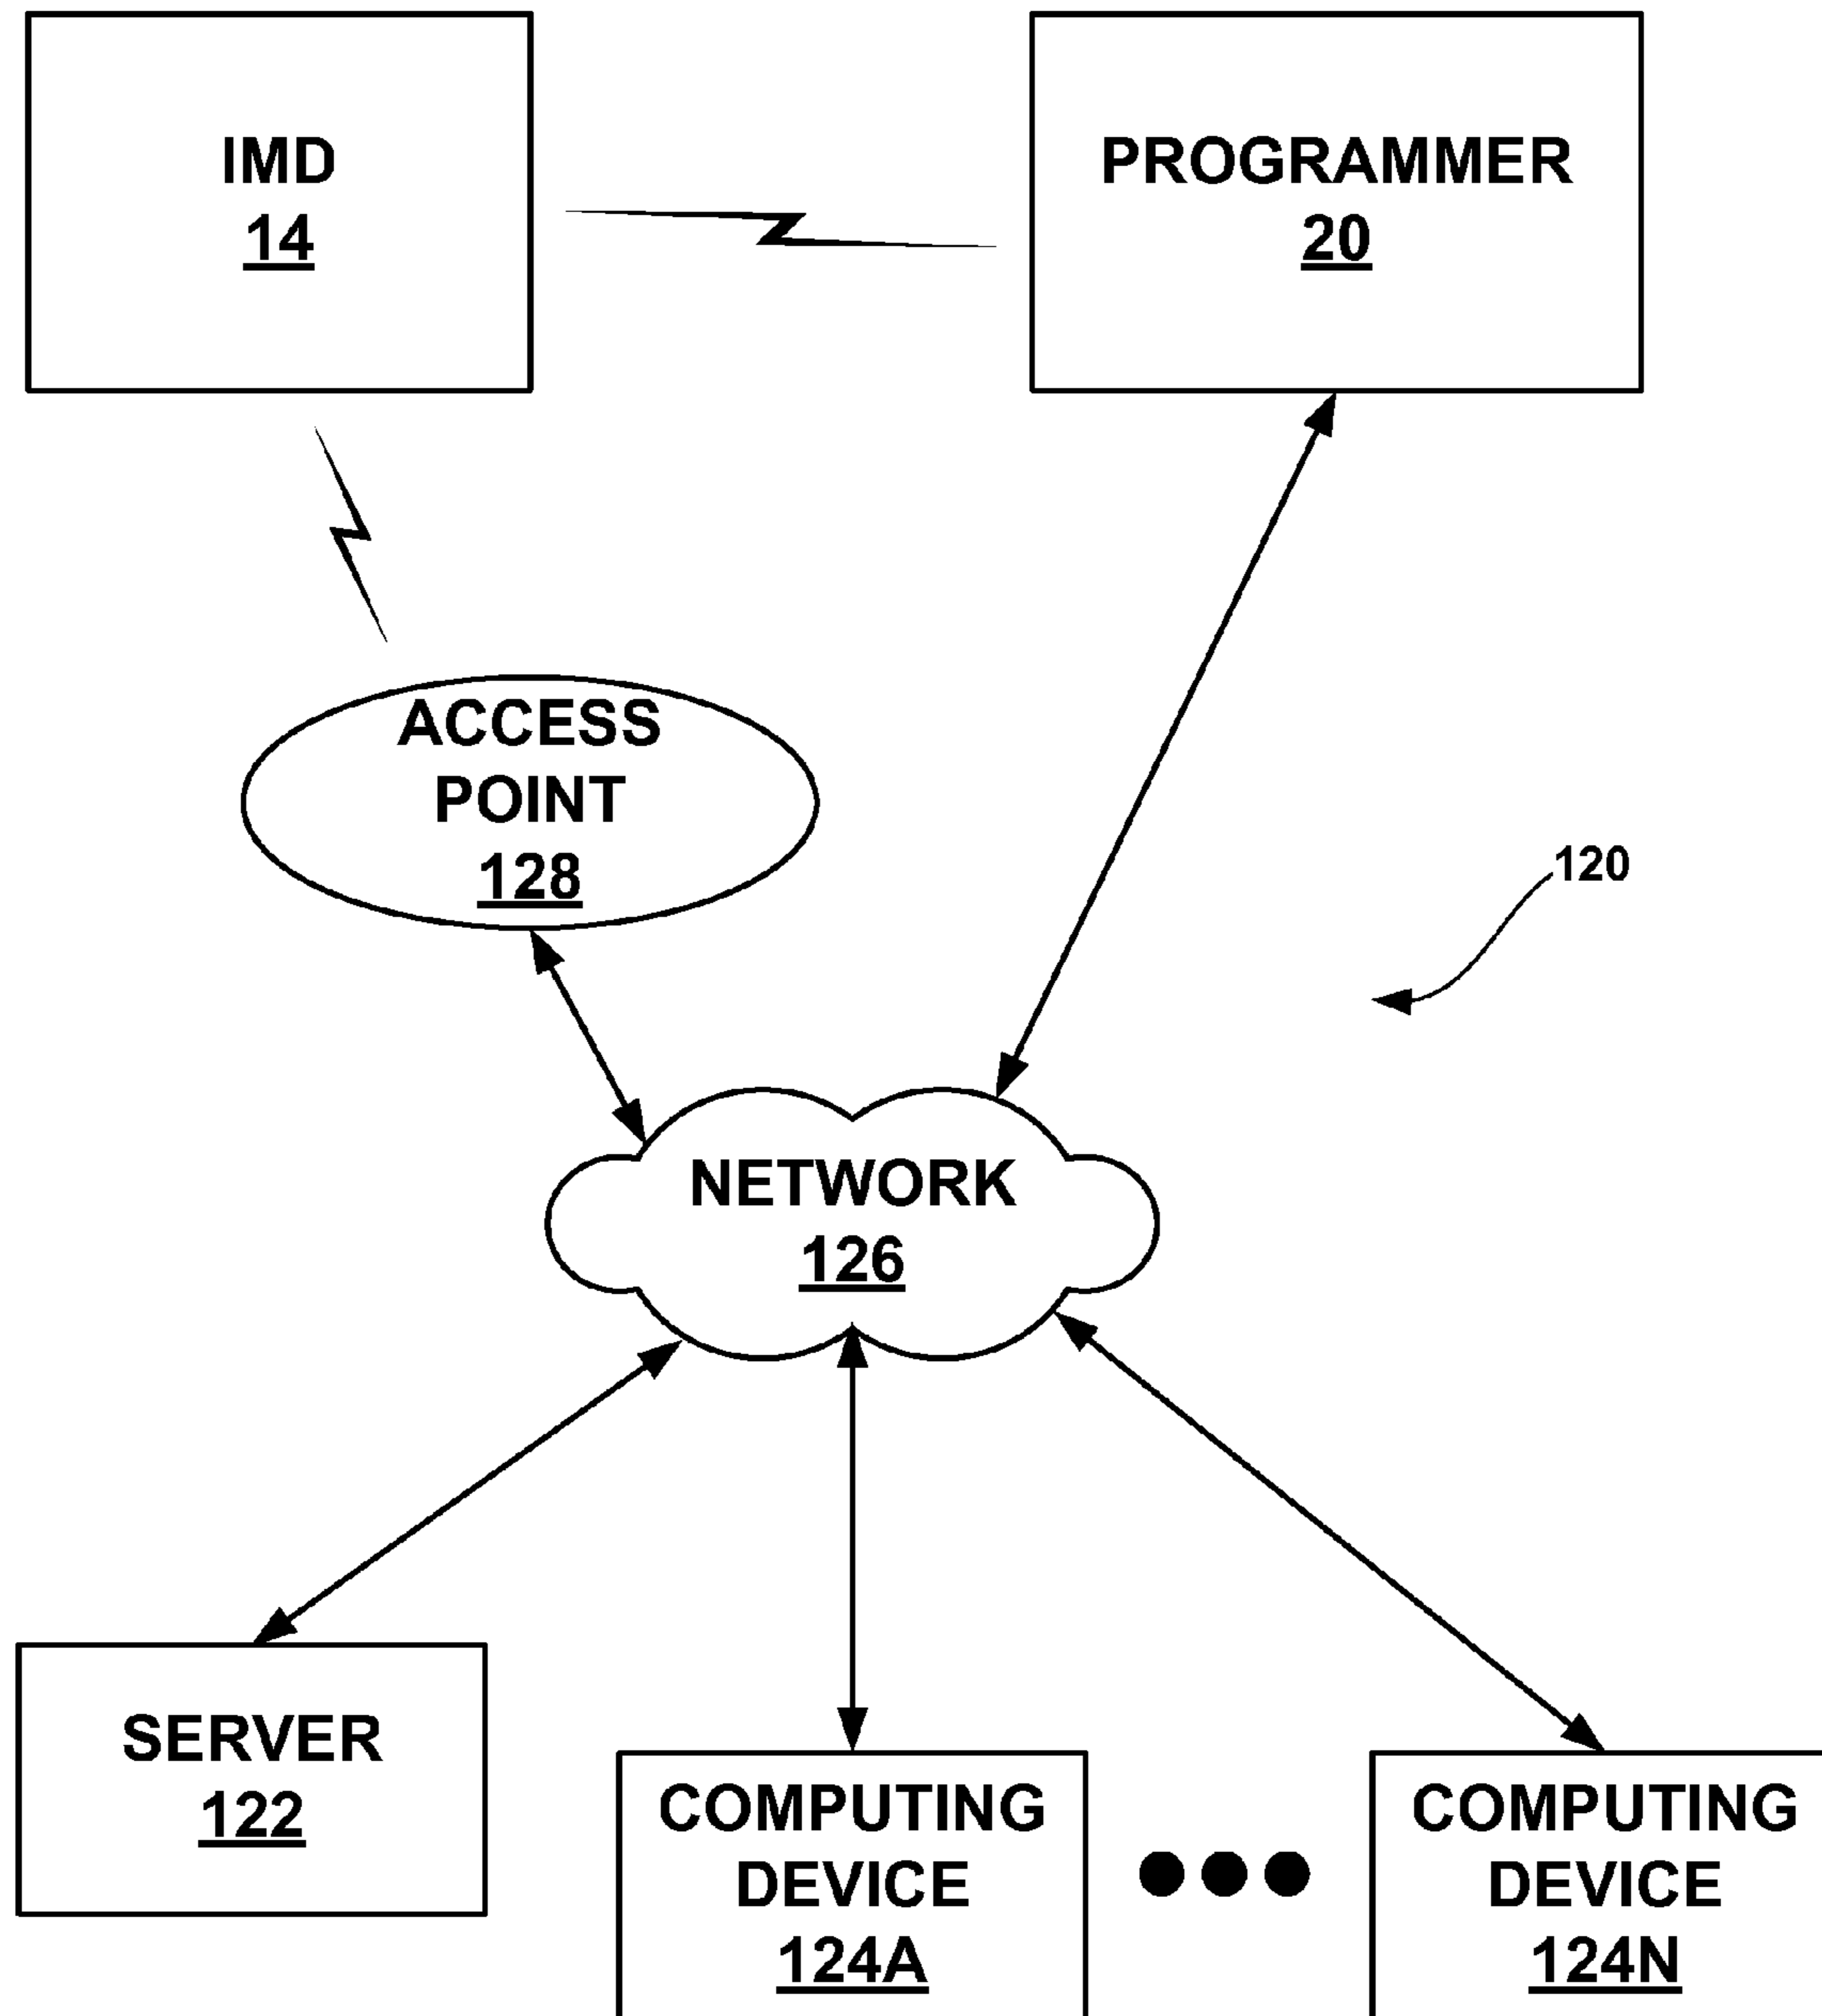 IMD
14
PROGRAMMER
20
ACCESS
POINT
128
120
NETWORK
126
SERVER
122
COMPUTING
DEVICE
124A
COMPUTING
DEVICE
124N